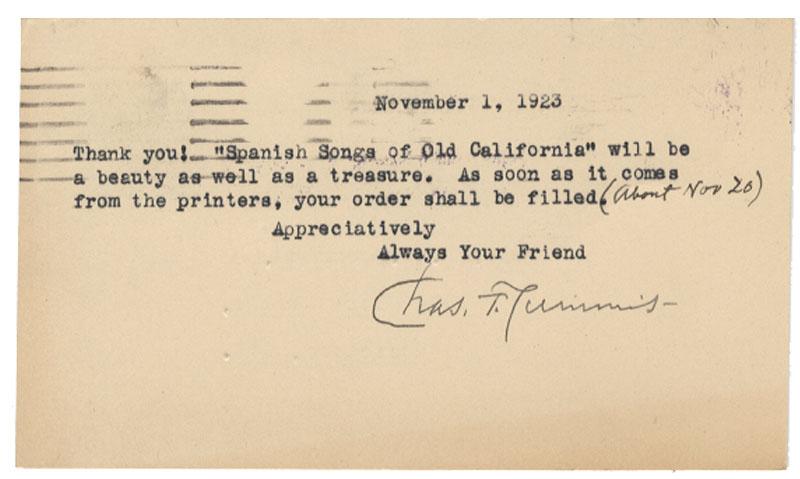 November 1, 1923
Thank you! "Spanish Songs of Old California" will be
a beauty as well as a treasure. As soon as it comes
from the printers, your order shall be filled. (About Nov 20)
Appreciatively
Always Your Friend
Chas. F. Lummis